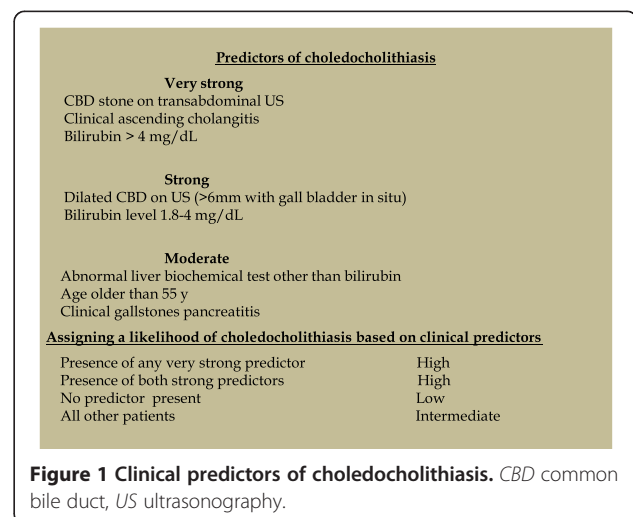 Predictors of choledocholithiasis
Very strong
CBD stone on transabdominal US
Clinical ascending cholangitis
Bilirubin > 4 mg/dL
Strong
Dilated CBD on US (>6mm with gall bladder in situ)
Bilirubin level 1.8-4 mg/dL
Moderate
Abnormal liver biochemical test other than bilirubin
Age older than 55 y
Clinical gallstones pancreatitis
Assigning a likelihood of choledocholithiasis based on clinical predictors
Presence of any very strong predictor High
Presence of both strong predictors High
No predictor present Low
All other patients Intermediate
Figure 1 Clinical predictors of choledocholithiasis. CBD common
bile duct, US ultrasonography.